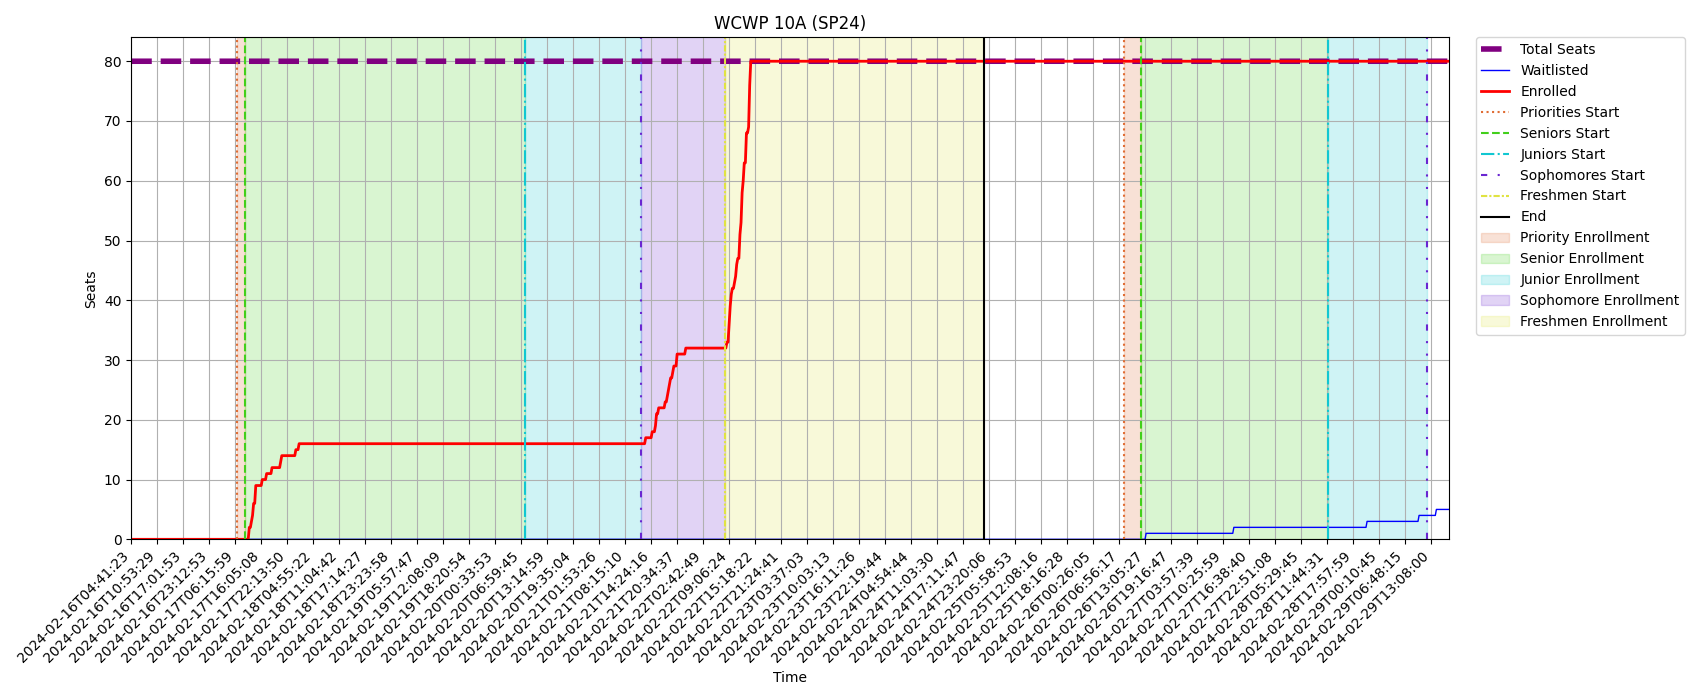 WCWP 10A (SP24)
Seats
80
70
60
50
40
30
20
10
0
2024-02-16T04:41:23
2024-02-16T10:53:29
2024-02-16T17:01:53
2024-02-16T23:12:53
2024-02-17T06:15:59
2024-02-17T16:05:08
2024-02-17T22:13:50
2024-02-18T04:55:22
2024-02-18T11:04:42
2024-02-18T17:14:27
2024-02-18T23:23:58
2024-02-19T05:57:47
2024-02-19T12:08:09
2024-02-19T18:20:54
2024-02-20T00:33:53
2024-02-20T06:59:45
2024-02-20T13:14:59
2024-02-20T19:35:04
2024-02-21T01:53:26
2024-02-21T08:15:10
2024-02-21T14:24:16
2024-02-21T20:34:37
2024-02-22T02:42:49
2024-02-22T09:06:24
2024-02-22T15:18:22
2024-02-22T21:24:41
2024-02-23T03:37:03
2024-02-23T10:03:13
2024-02-23T16:11:26
2024-02-23T22:19:44
2024-02-24T04:54:44
2024-02-24T11:03:30
2024-02-24T17:11:47
2024-02-24T23:20:06
2024-02-25T05:58:53
2024-02-25T12:08:16
2024-02-25T18:16:28
2024-02-26T00:26:05
2024-02-26T06:56:17
2024-02-26T13:05:27
2024-02-26T19:16:47
2024-02-27T03:57:39
2024-02-27T10:25:59
2024-02-27T16:38:40
2024-02-27T22:51:08
2024-02-28T05:29:45
2024-02-28T11:44:31
2024-02-28T17:57:59
2024-02-29T00:10:45
2024-02-29T06:48:15
2024-02-29T13:08:00
Time
Total Seats
Waitlisted
Enrolled
Priorities Start
Seniors Start
Juniors Start
Sophomores Start
Freshmen Start
End
Priority Enrollment
Senior Enrollment
Junior Enrollment
Sophomore Enrollment
Freshmen Enrollment